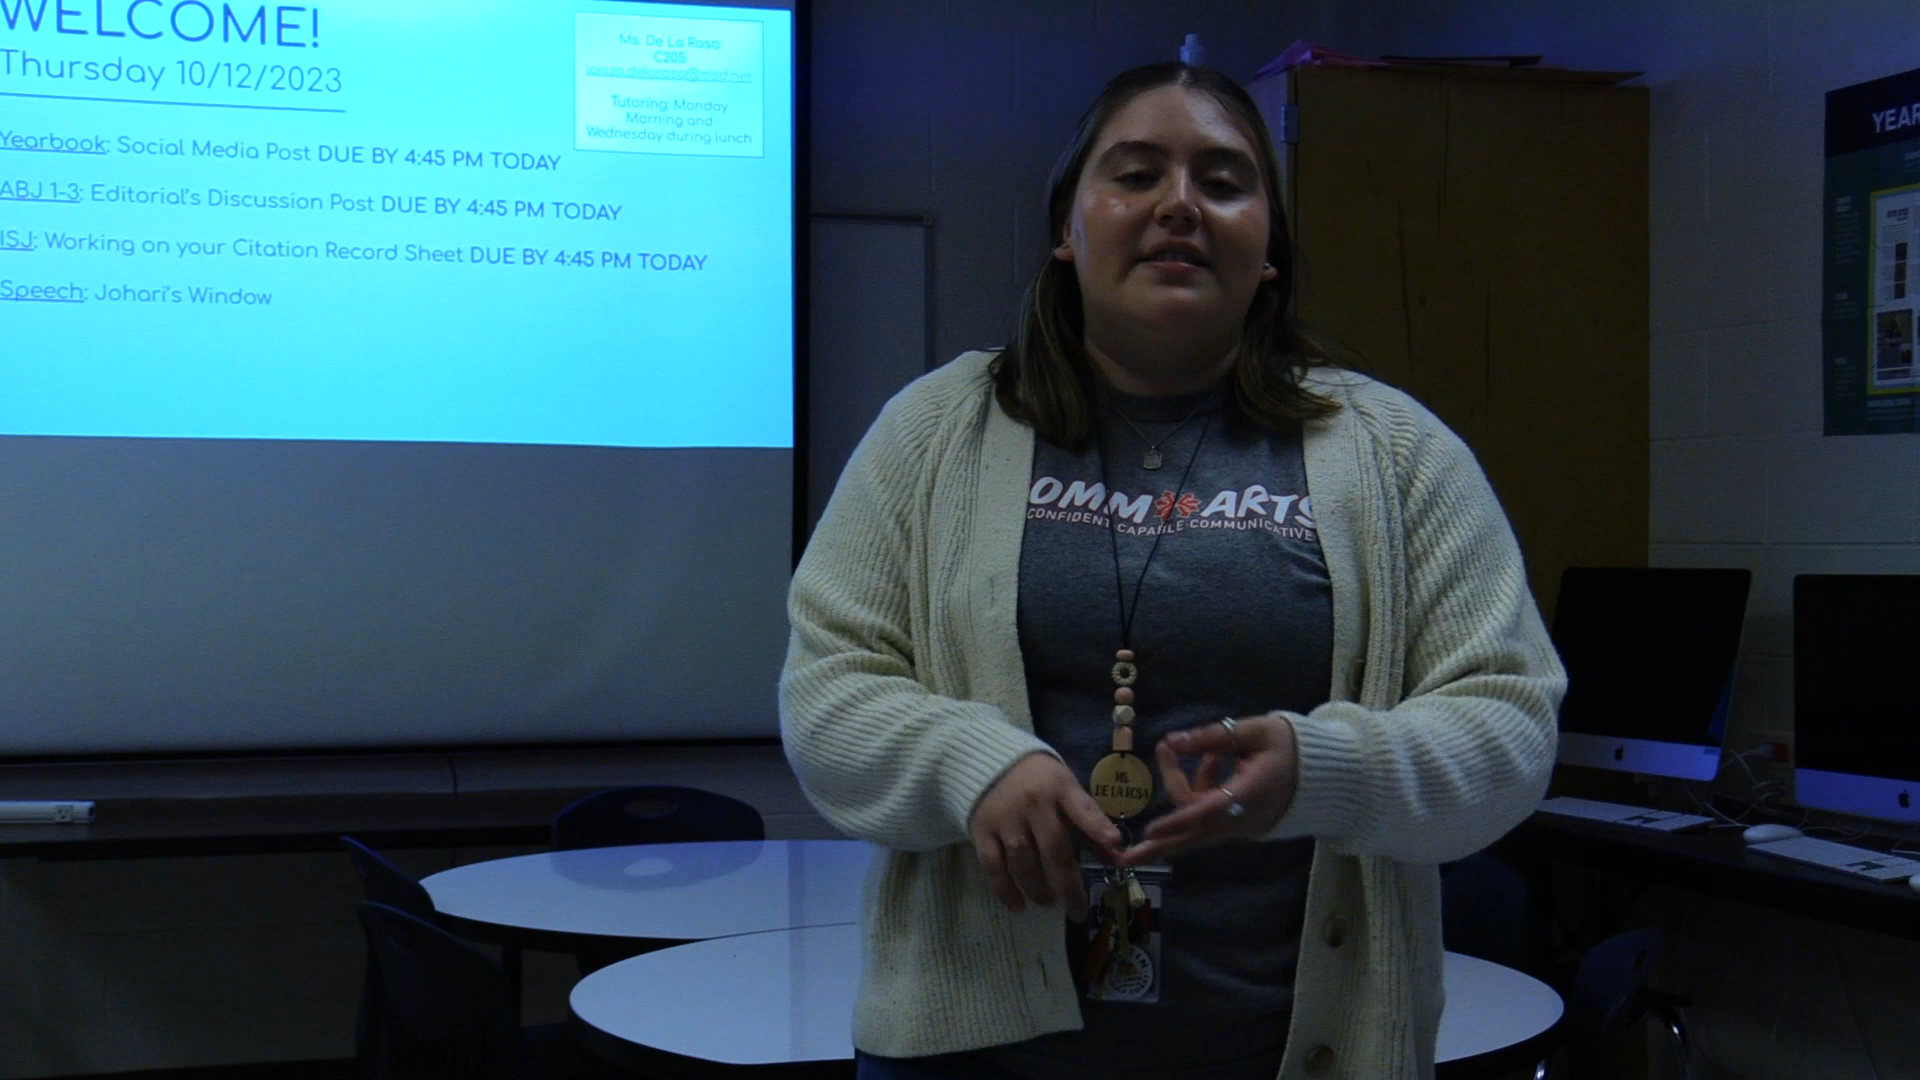 WELCOME!
Thursday 10/12/2023
Yearbook: Social Media Post DUE BY 4:45 PM TODAY
ABJ 1-3: Editorial's Discussion Post DUE BY 4:45 PM TODAY
ISJ: Working on your Citation Record Sheet DUE BY 4:45 PM TODAY
Speech: Johari's Window
Ms. De La Rosa
C205
Tutoring: Monday
Morning and
Wednesday during lunch
OMM ARTS
CONFIDENT·CAPABLE·COMMUNICATIVE
MS.
DE LA ROSA
YEAR